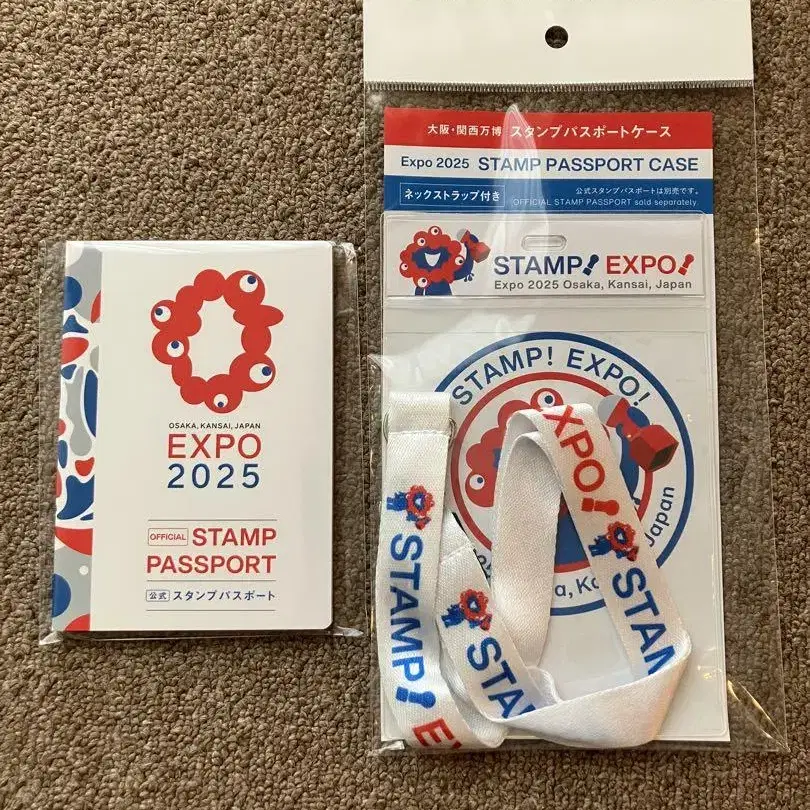 OSAKA, KANSAI, JAPAN
EXPO
2025
OFFICIAL STAMP
PASSPORT
公式 スタンプパスポート
大阪・関西万博 スタンプパスポートケース
Expo 2025 STAMP PASSPORT CASE
ネックストラップ付き
公式スタンプパスポートは別売です。
OFFICIAL STAMP PASSPORT sold separately.
STAMP! EXPO!
Expo 2025 Osaka, Kansai, Japan
STAMP! EXPO!
Japan
EXPO!
STAMP!
STAM
STAM
EX